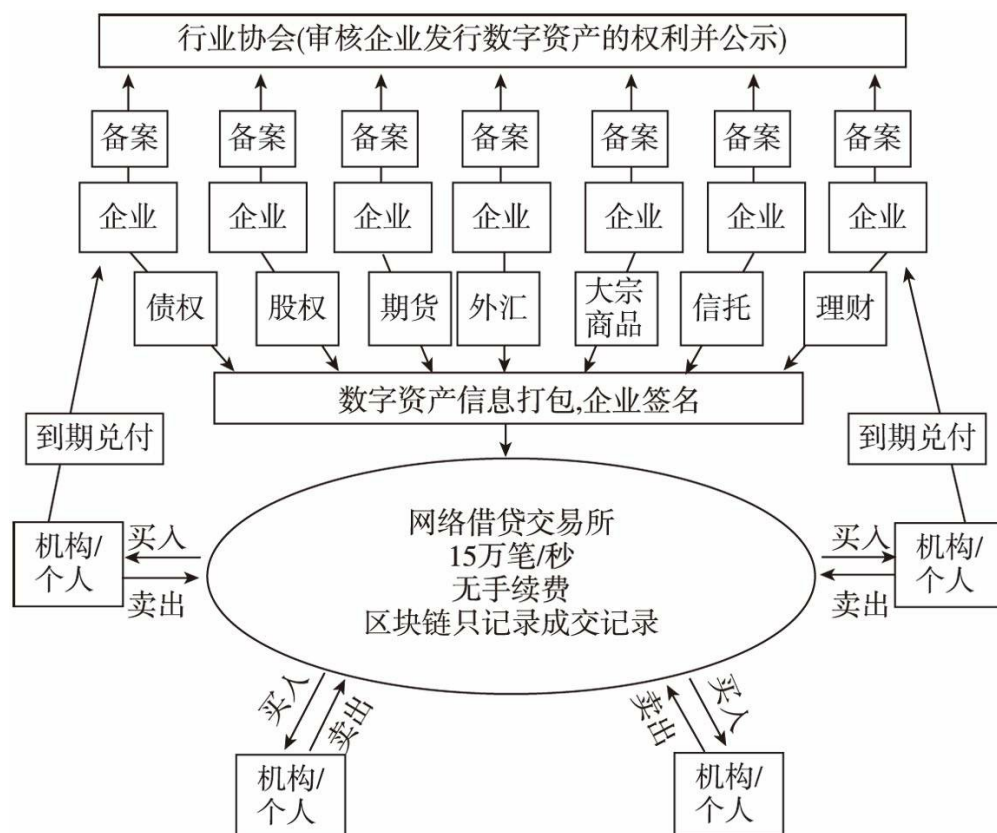 行业协会(审核企业发行数字资产的权利并公示)
备案 备案 备案 备案 备案 备案 备案
企业 企业 企业 企业 企业 企业 企业
债权 股权 期货 外汇 大宗 信托 理财
商品
数字资产信息打包,企业签名
到期兑付 到期兑付
网络借贷交易所
15万笔/秒
无手续费
区块链只记录成交记录
机构/
个人
买入
卖出
买入
卖出
机构/
个人
买入
卖出
卖出
买入
机构/
个人
机构/
个人